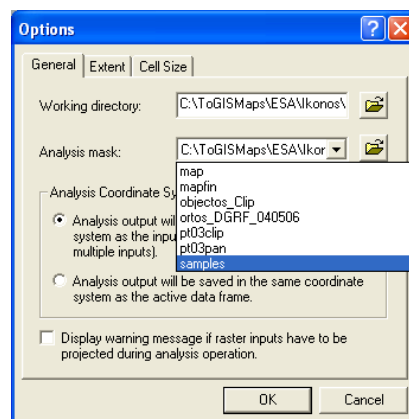 Options
General
Extent
Cell Size
Working directory:
C:\ToGISMaps\ESA\Ikonos\
Analysis mask:
C:\ToGISMaps\ESA\Ikor
map
mapfin
objectos_Clip
ortos_DGRF_040506
pt03clip
pt03pan
samples
Analysis Coordinate Sy
Analysis output wil
system as the inpu
multiple inputs).
Analysis output will be saved in the same coordinate
system as the active data frame.
Display warning message if raster inputs have to be
projected during analysis operation.
OK
Cancel